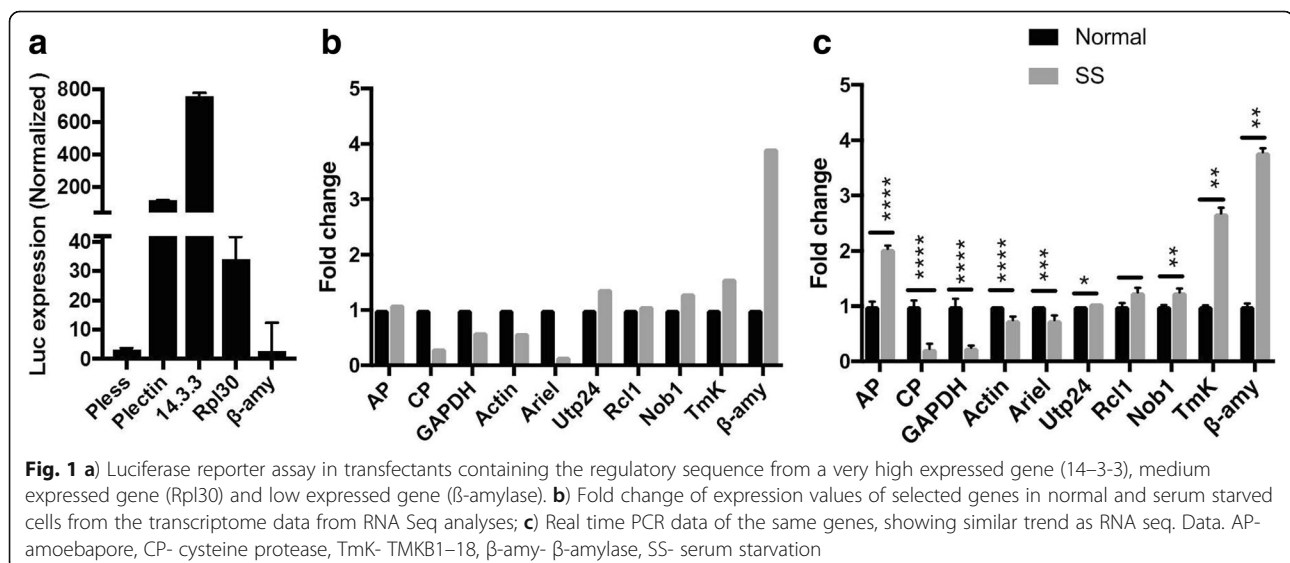 a
Luc expression (Normalized )
800
600
400
200
40
30
20
10
0
Pless
Plectin
14.3.3
Rpl30
β-amy
b
Fold change
5
4
3
2
1
0
AP
CP
GAPDH
Actin
Ariel
Utp24
Rcl1
Nob1
TmK
β-amy
c
Normal
SS
Fold change
5
4
3
2
1
0
****
****
****
****
***
*
**
**
**
AP
CP
GAPDH
Actin
Ariel
Utp24
Rcl1
Nob1
TmK
β-amy
Fig. 1 a) Luciferase reporter assay in transfectants containing the regulatory sequence from a very high expressed gene (14–3-3), medium
expressed gene (Rpl30) and low expressed gene (ß-amylase). b) Fold change of expression values of selected genes in normal and serum starved
cells from the transcriptome data from RNA Seq analyses; c) Real time PCR data of the same genes, showing similar trend as RNA seq. Data. AP-
amoebapore, CP- cysteine protease, TmK- TMKB1–18, β-amy- β-amylase, SS- serum starvation